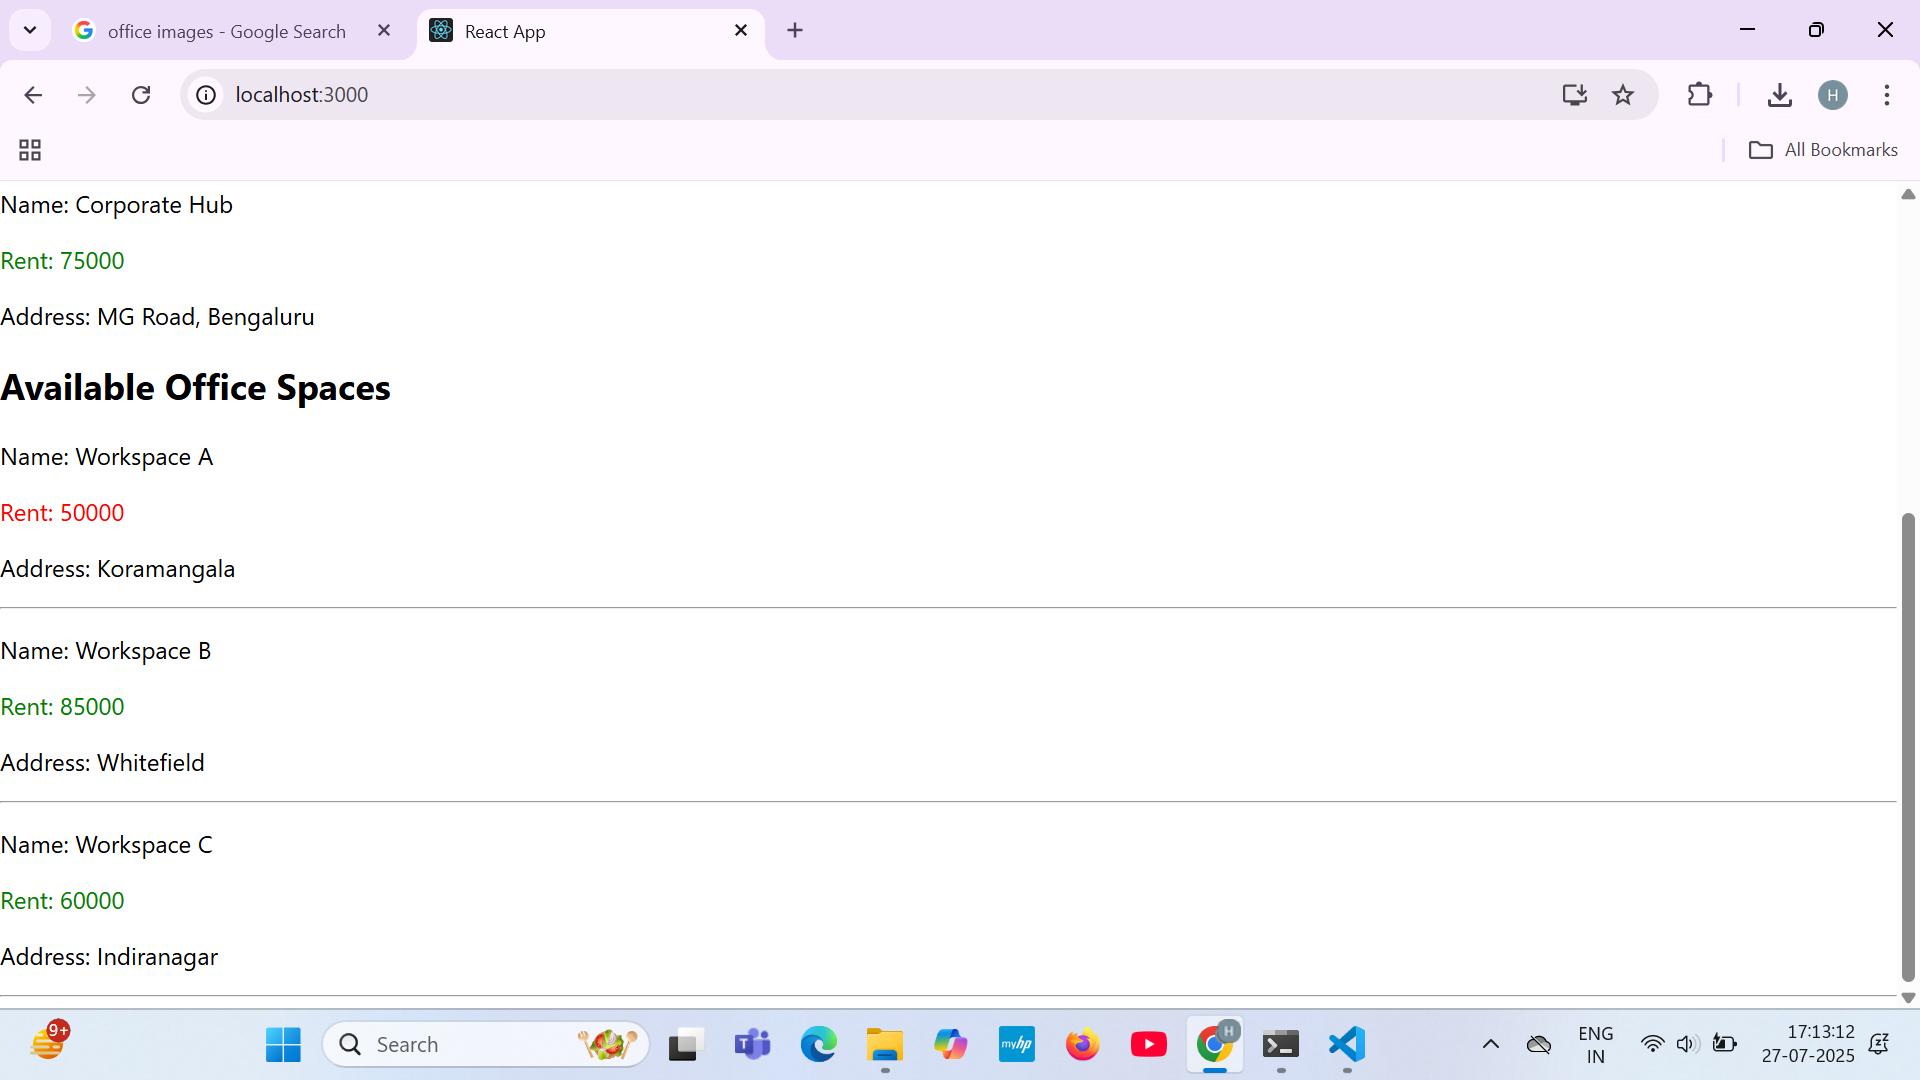 office images - Google Search
React App
localhost:3000
H
All Bookmarks
Name: Corporate Hub
Rent: 75000
Address: MG Road, Bengaluru
Available Office Spaces
Name: Workspace A
Rent: 50000
Address: Koramangala
Name: Workspace B
Rent: 85000
Address: Whitefield
Name: Workspace C
Rent: 60000
Address: Indiranagar
9+
Search
T
myhp
H
ENG
IN
17:13:12
27-07-2025